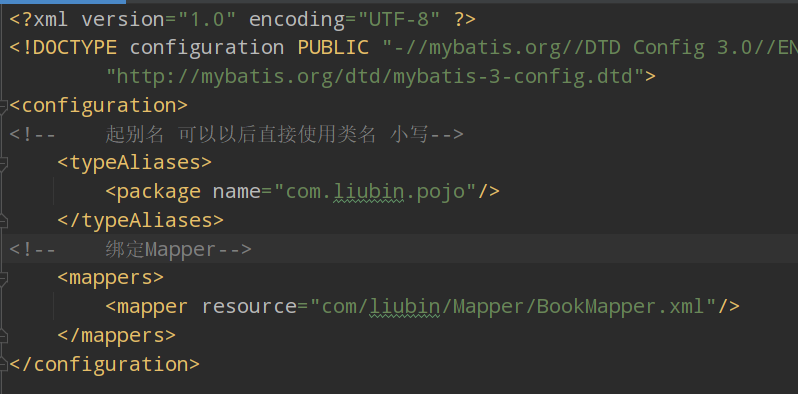 <?xml version="1.0" encoding="UTF-8" ?>
<!DOCTYPE configuration PUBLIC "-//mybatis.org//DTD Config 3.0//EN
"http://mybatis.org/dtd/mybatis-3-config.dtd">
<configuration>
<!-- 起别名 可以以后直接使用类名 小写-->
<typeAliases>
<package name="com.liubin.pojo"/>
</typeAliases>
<!-- 绑定Mapper-->
<mappers>
<mapper resource="com/liubin/Mapper/BookMapper.xml"/>
</mappers>
</configuration>